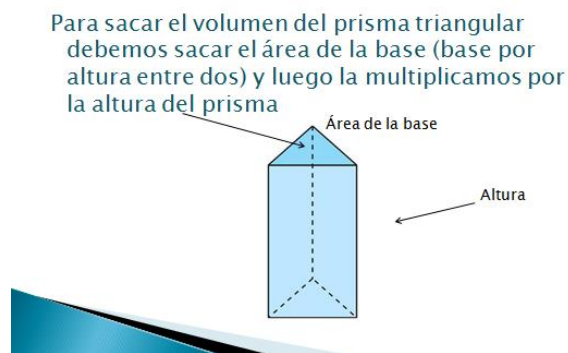 Para sacar el volumen del prisma triangular
debemos sacar el área de la base (base por
altura entre dos) y luego la multiplicamos por
la altura del prisma
Área de la base
Altura